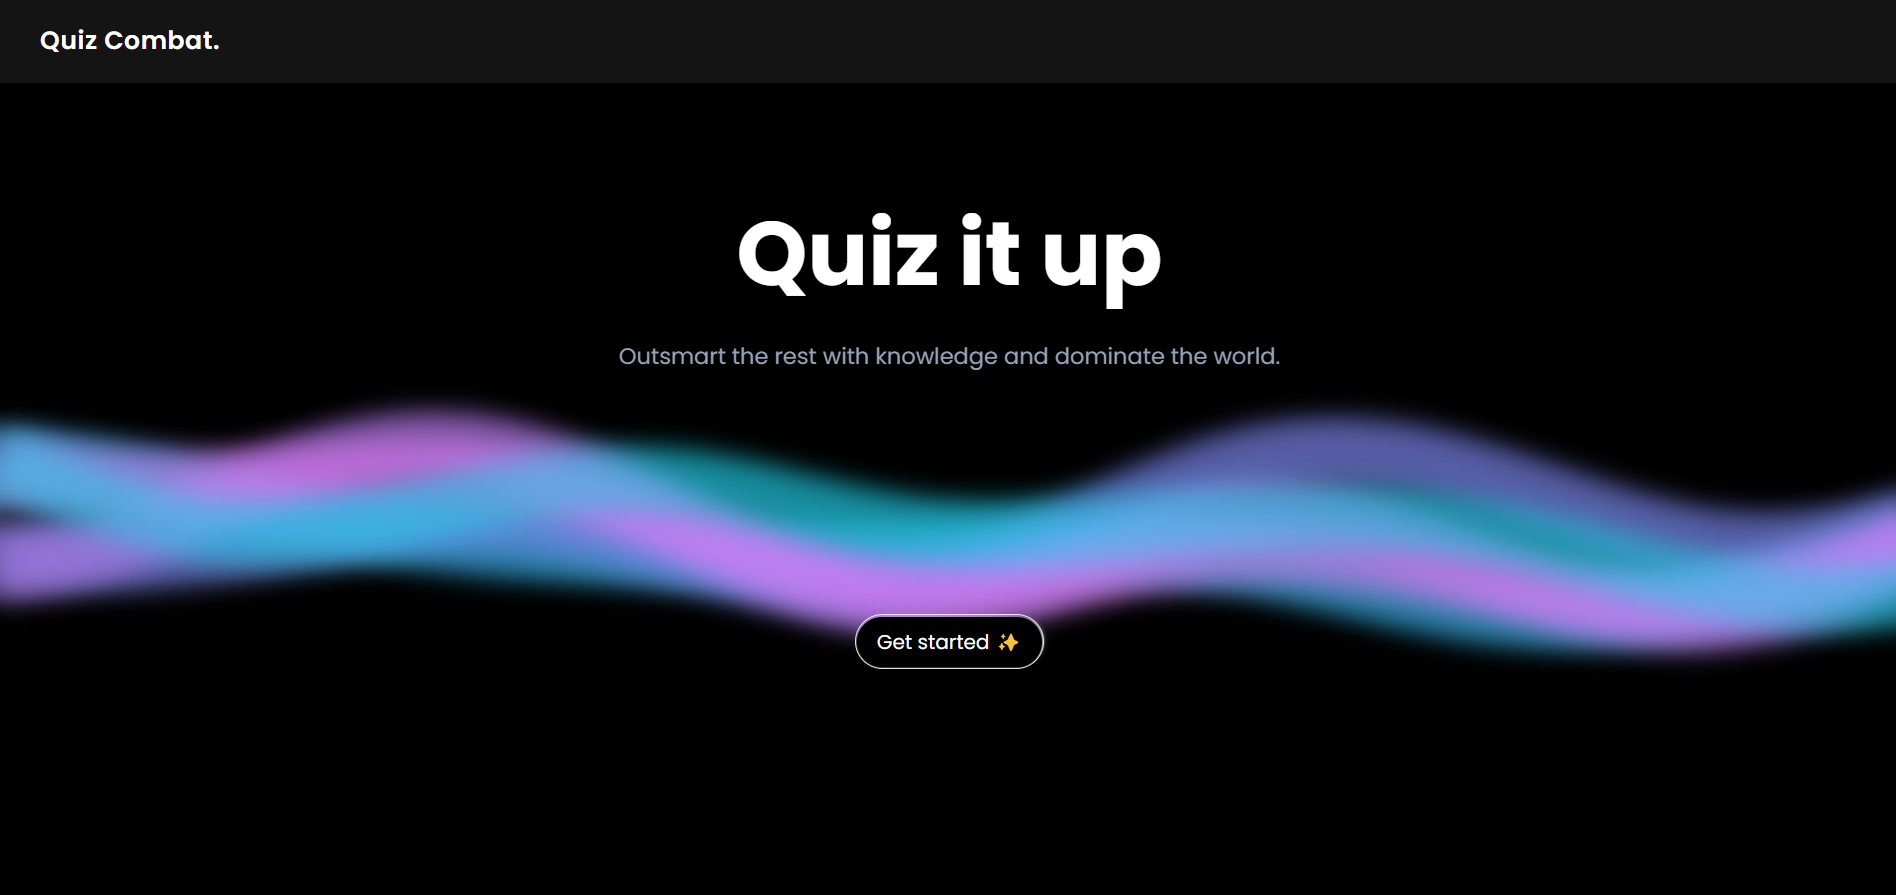 Quiz Combat.
Quiz it up
Outsmart the rest with knowledge and dominate the world.
Get started ✨